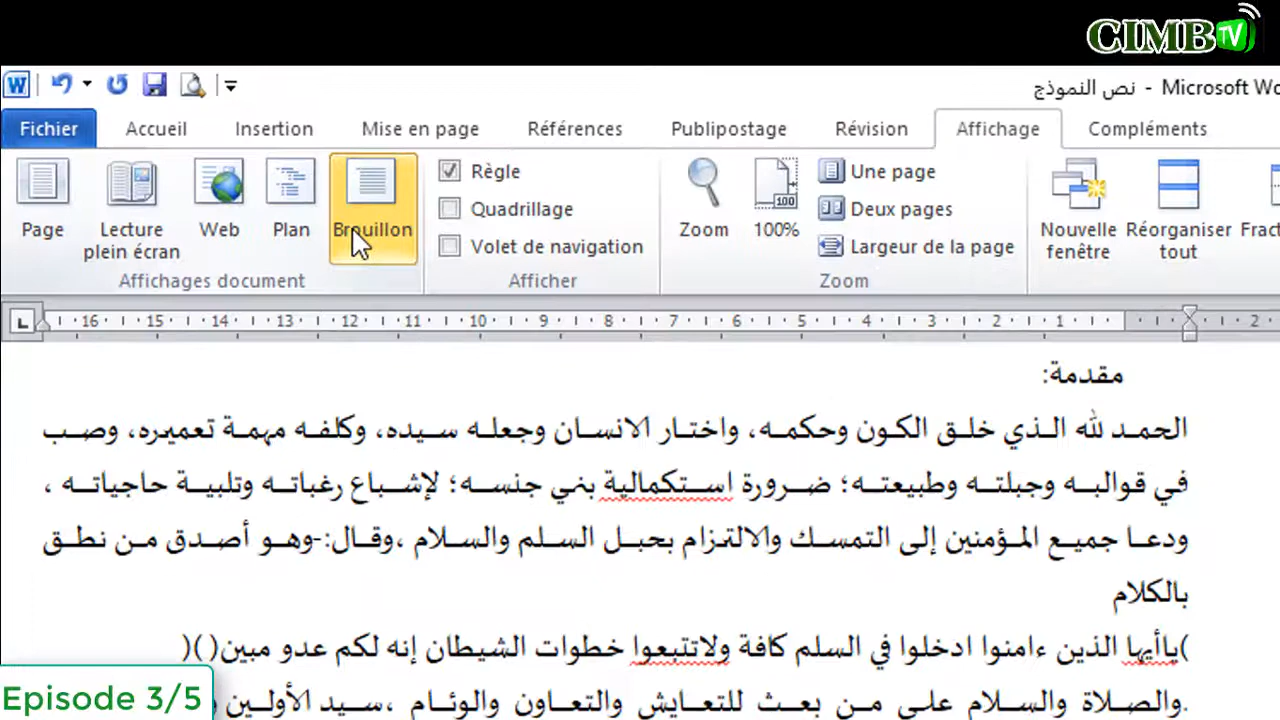 CIMB TV
نص النموذج - Microsoft Wo
Fichier Accueil Insertion Mise en page Références Publipostage Révision Affichage Compléments
Page Lecture plein écran Web Plan Brouillon
Règle
Quadrillage
Volet de navigation
Zoom 100%
Une page
Deux pages
Largeur de la page
Nouvelle fenêtre Réorganiser tout Fract
Affichages document Afficher Zoom
16 15 14 13 12 11 10 9 8 7 6 5 4 3 2 1 2
مقدمة:
الحمد لله الذي خلق الكون وحكمه، واختار الانسان وجعله سيده، وكلفه مهمة تعميره، وصب
في قوالبه وجبلته وطبيعته؛ ضرورة استكمالية بني جنسه؛ لإشباع رغباته وتلبية حاجياته ،
ودعا جميع المؤمنين إلى التمسك والالتزام بحبل السلم والسلام ،وقال:-وهو أصدق من نطق
بالكلام
)ياأيها الذين ءامنوا ادخلوا في السلم كافة ولاتتبعوا خطوات الشيطان إنه لكم عدو مبين( )(
.والصلاة والسلام على من بعث للتعايش والتعاون والوئام ،سيد الأولين
Episode 3/5